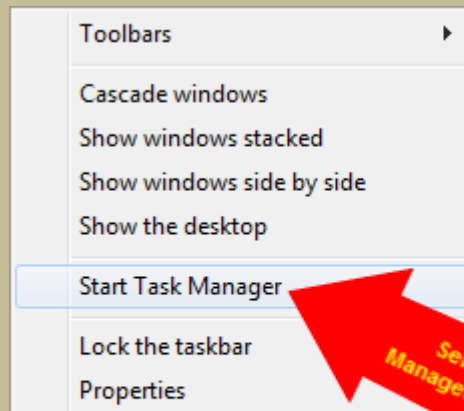 Toolbars
Cascade windows
Show windows stacked
Show windows side by side
Show the desktop
Start Task Manager
Lock the taskbar
Properties